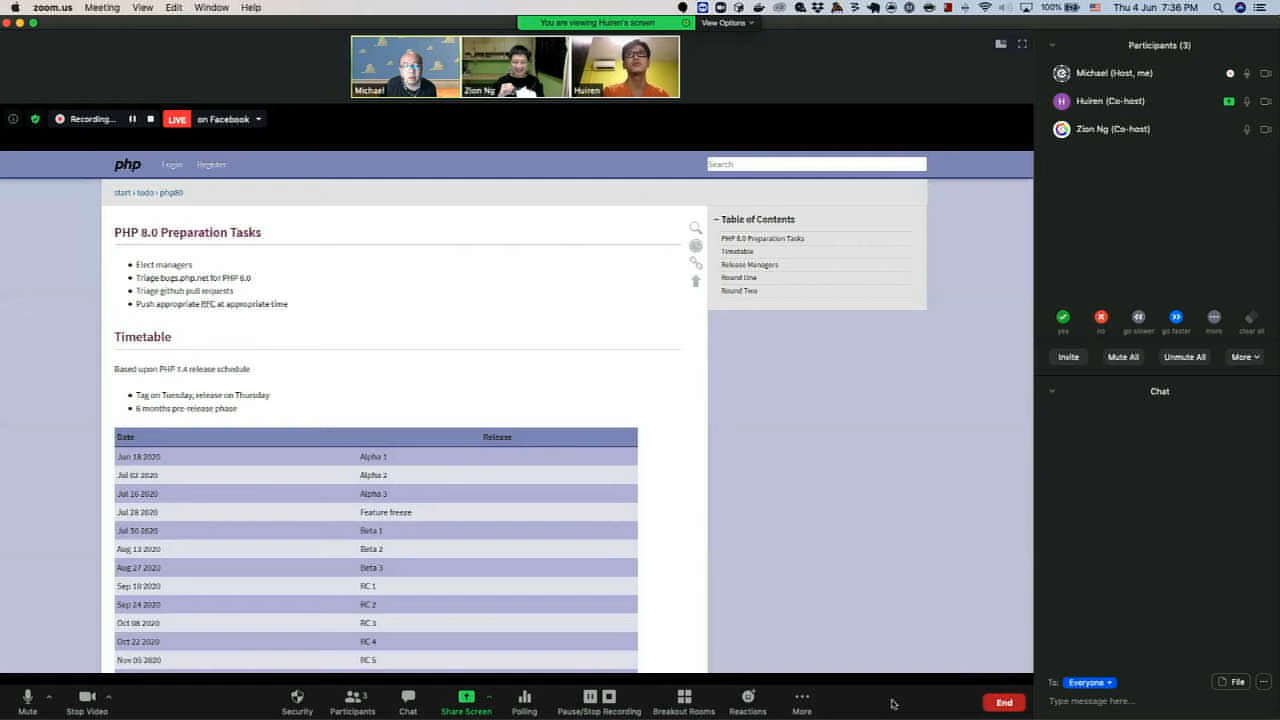 zoom.us Meeting View Edit Window Help
100% Thu 4 Jun 7:36 PM
You are viewing Huiren's screen View Options
Michael Zion Ng Huiren
Recording... LIVE on Facebook
php Login Register Search
start › todo › php80
PHP 8.0 Preparation Tasks
Elect managers
Triage bugs.php.net for PHP 8.0
Triage github pull requests
Push appropriate RFC at appropriate time
Timetable
Based upon PHP 7.4 release schedule
Tag on Tuesday, release on Thursday
6 months pre-release phase
Date Release
Jun 18 2020 Alpha 1
Jul 02 2020 Alpha 2
Jul 16 2020 Alpha 3
Jul 28 2020 Feature freeze
Jul 30 2020 Beta 1
Aug 13 2020 Beta 2
Aug 27 2020 Beta 3
Sep 10 2020 RC 1
Sep 24 2020 RC 2
Oct 08 2020 RC 3
Oct 22 2020 RC 4
Nov 05 2020 RC 5
− Table of Contents
PHP 8.0 Preparation Tasks
Timetable
Release Managers
Round One
Round Two
Participants (3)
Michael (Host, me)
H Huiren (Co-host)
Zion Ng (Co-host)
yes no go slower go faster more clear all
Invite Mute All Unmute All More
Chat
To: Everyone File
Type message here...
Mute Stop Video Security Participants 3 Chat Share Screen Polling Pause/Stop Recording Breakout Rooms Reactions More End